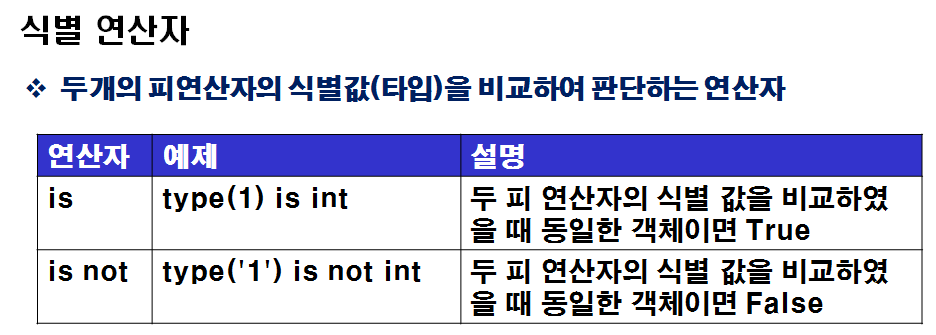 식별 연산자
❖ 두개의 피연산자의 식별값(타입)을 비교하여 판단하는 연산자
연산자 예제 설명
is type(1) is int 두 피 연산자의 식별 값을 비교하였
을 때 동일한 객체이면 True
is not type('1') is not int 두 피 연산자의 식별 값을 비교하였
을 때 동일한 객체이면 False